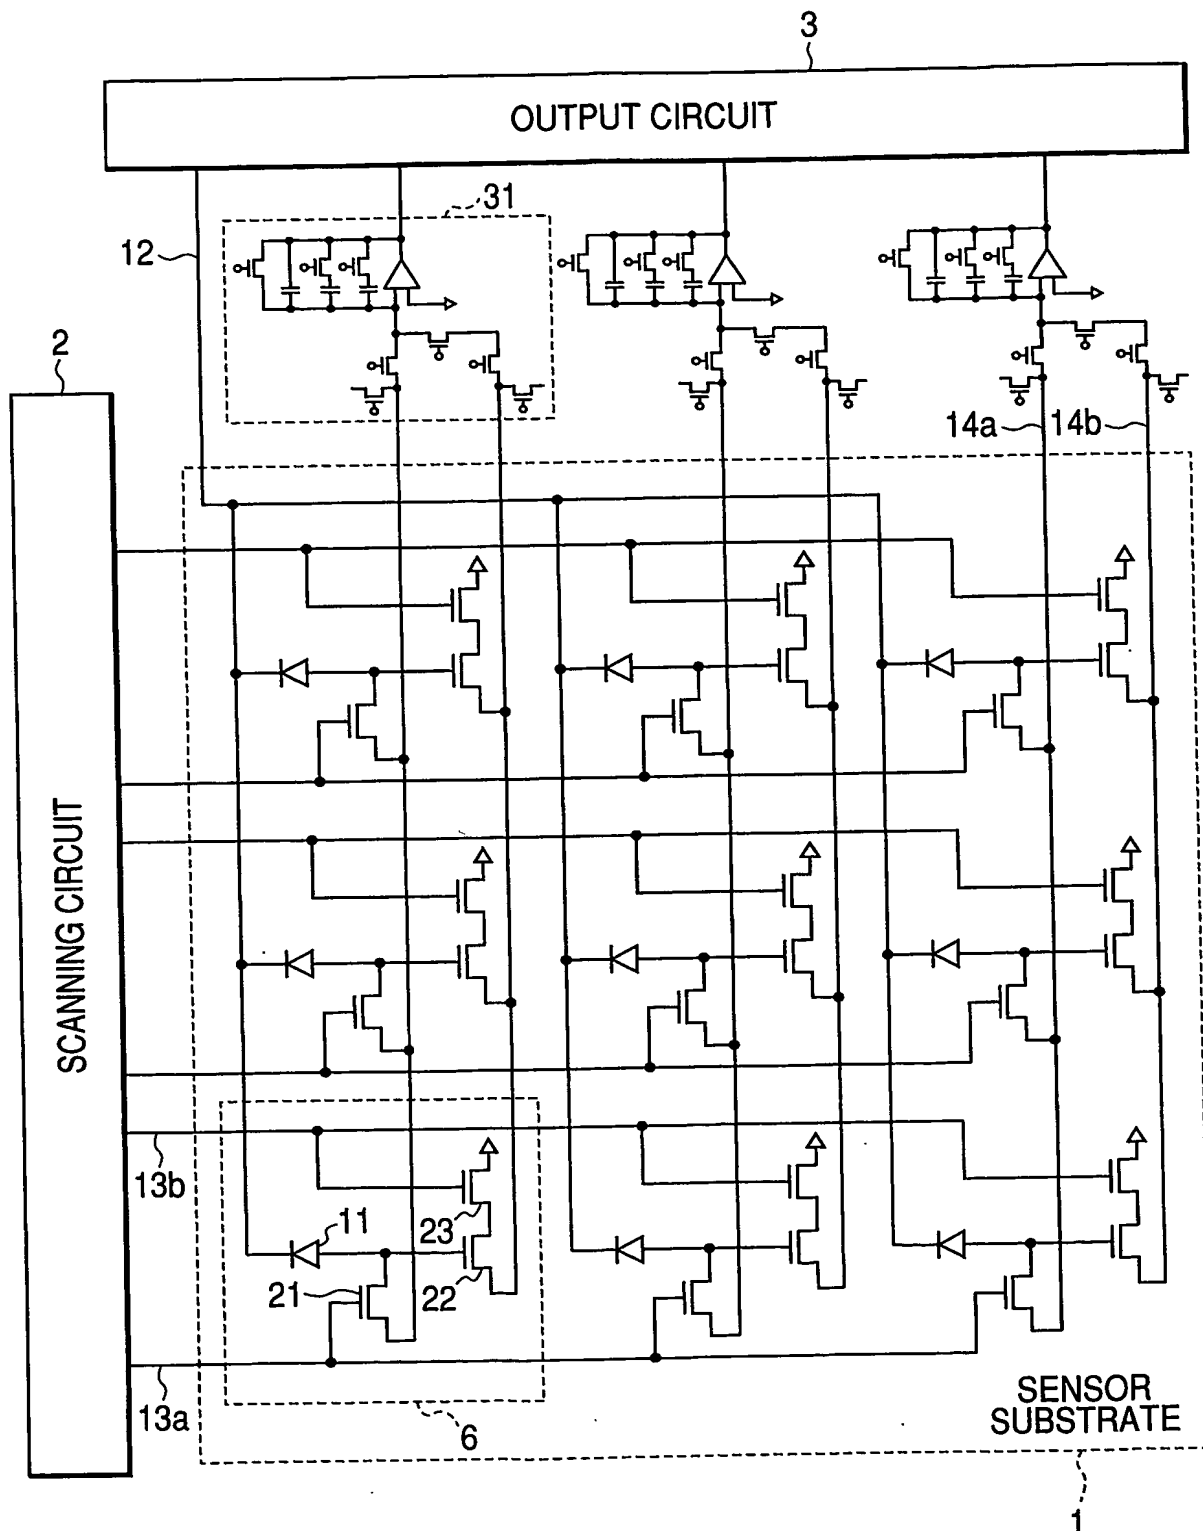 3
OUTPUT CIRCUIT
31
12
2
14a
14b
SCANNING CIRCUIT
13b
11
23
21
22
13a
6
SENSOR
SUBSTRATE
1